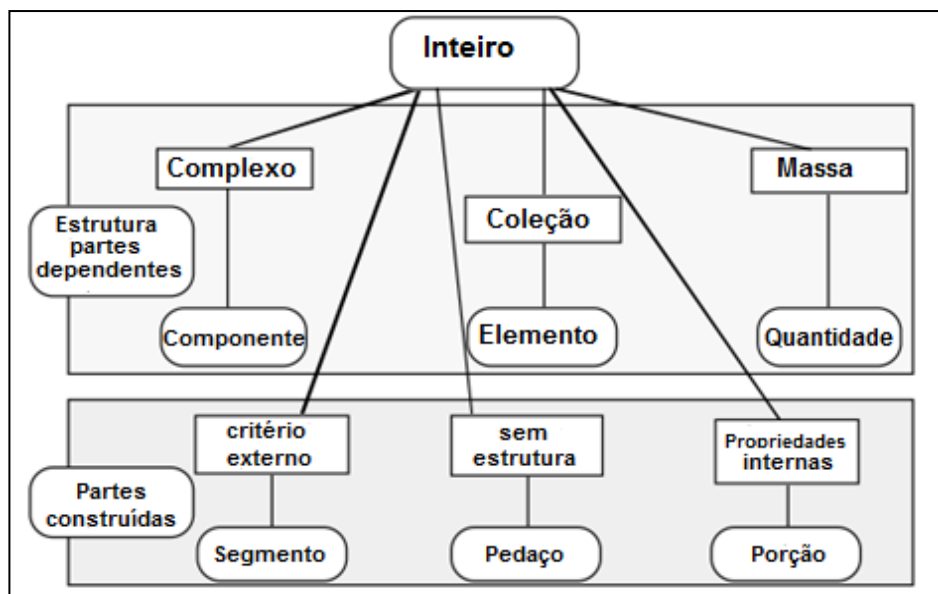 Inteiro
Complexo
Massa
Coleção
Estrutura
partes
dependentes
Componente
Elemento
Quantidade
critério
externo
sem
estrutura
Propriedades
internas
Partes
construídas
Segmento
Pedaço
Porção